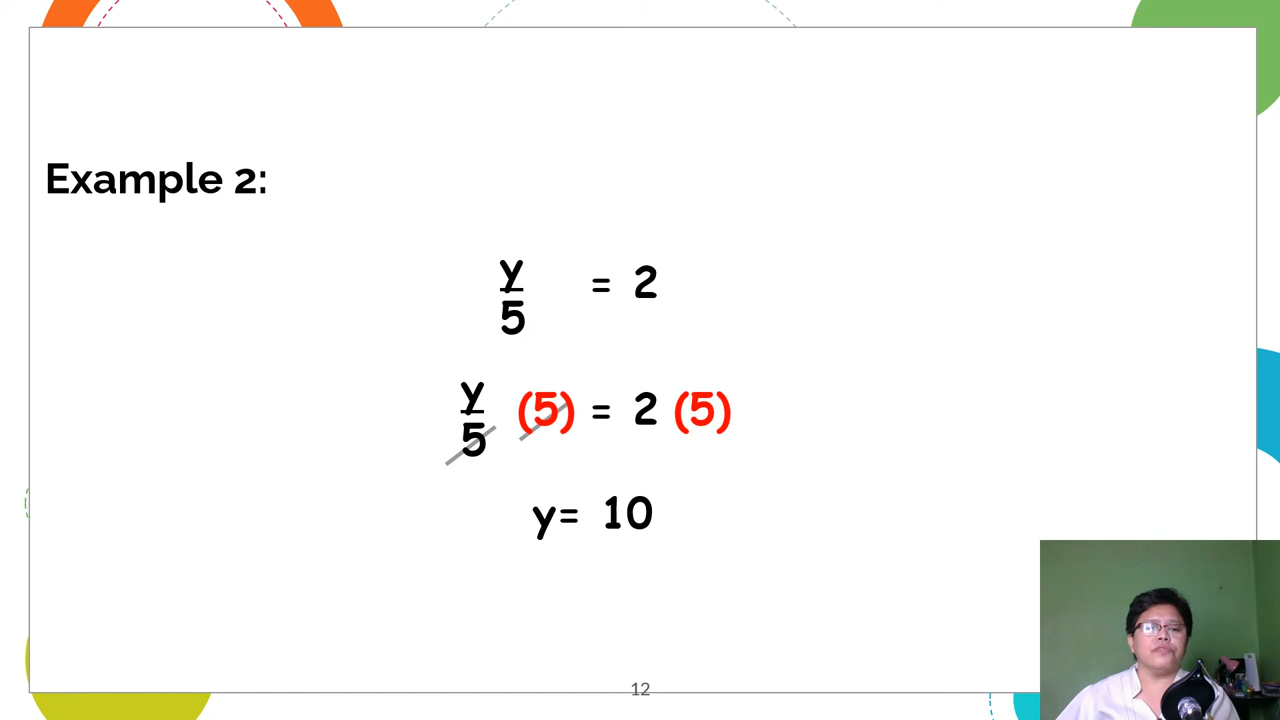 Example 2:
y
5
= 2
y
5
(5) = 2 (5)
y= 10
12